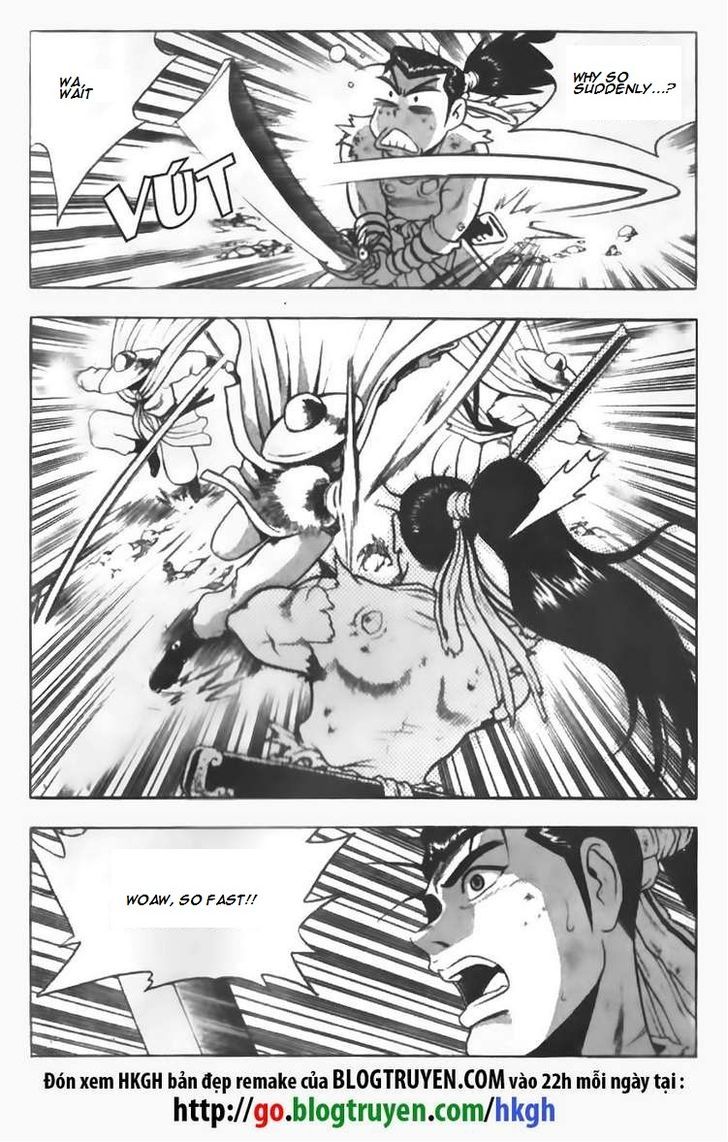 WA,
WAIT
WHY SO
SUDDENLY...?
VÚT
WOAW, SO FAST!!
Đón xem HKGH bản đẹp remake của BLOGTRUYEN.COM vào 22h mỗi ngày tại :
http://go.blogtruyen.com/hkgh